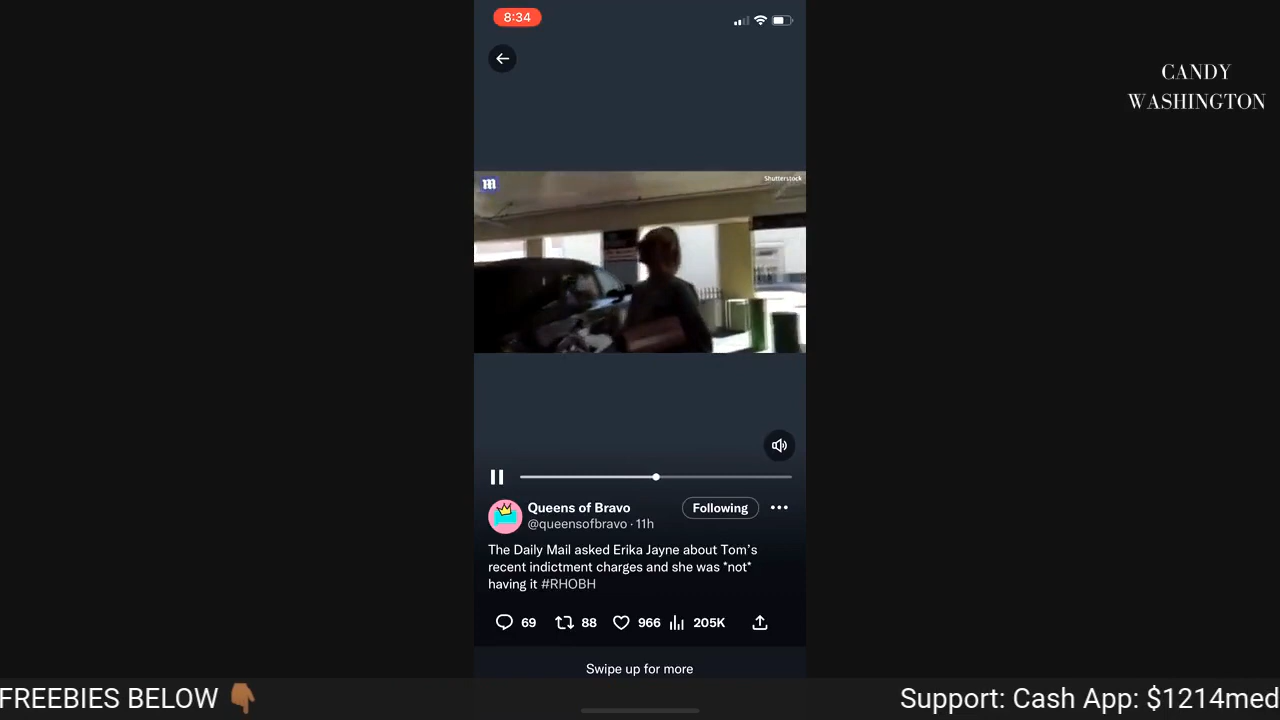 8:34
CANDY
WASHINGTON
m
Shutterstock
Queens of Bravo
Following
@queensofbravo · 11h
The Daily Mail asked Erika Jayne about Tom's
recent indictment charges and she was *not*
having it #RHOBH
69 88 966 205K
Swipe up for more
FREEBIES BELOW 👇🏾
Support: Cash App: $1214med